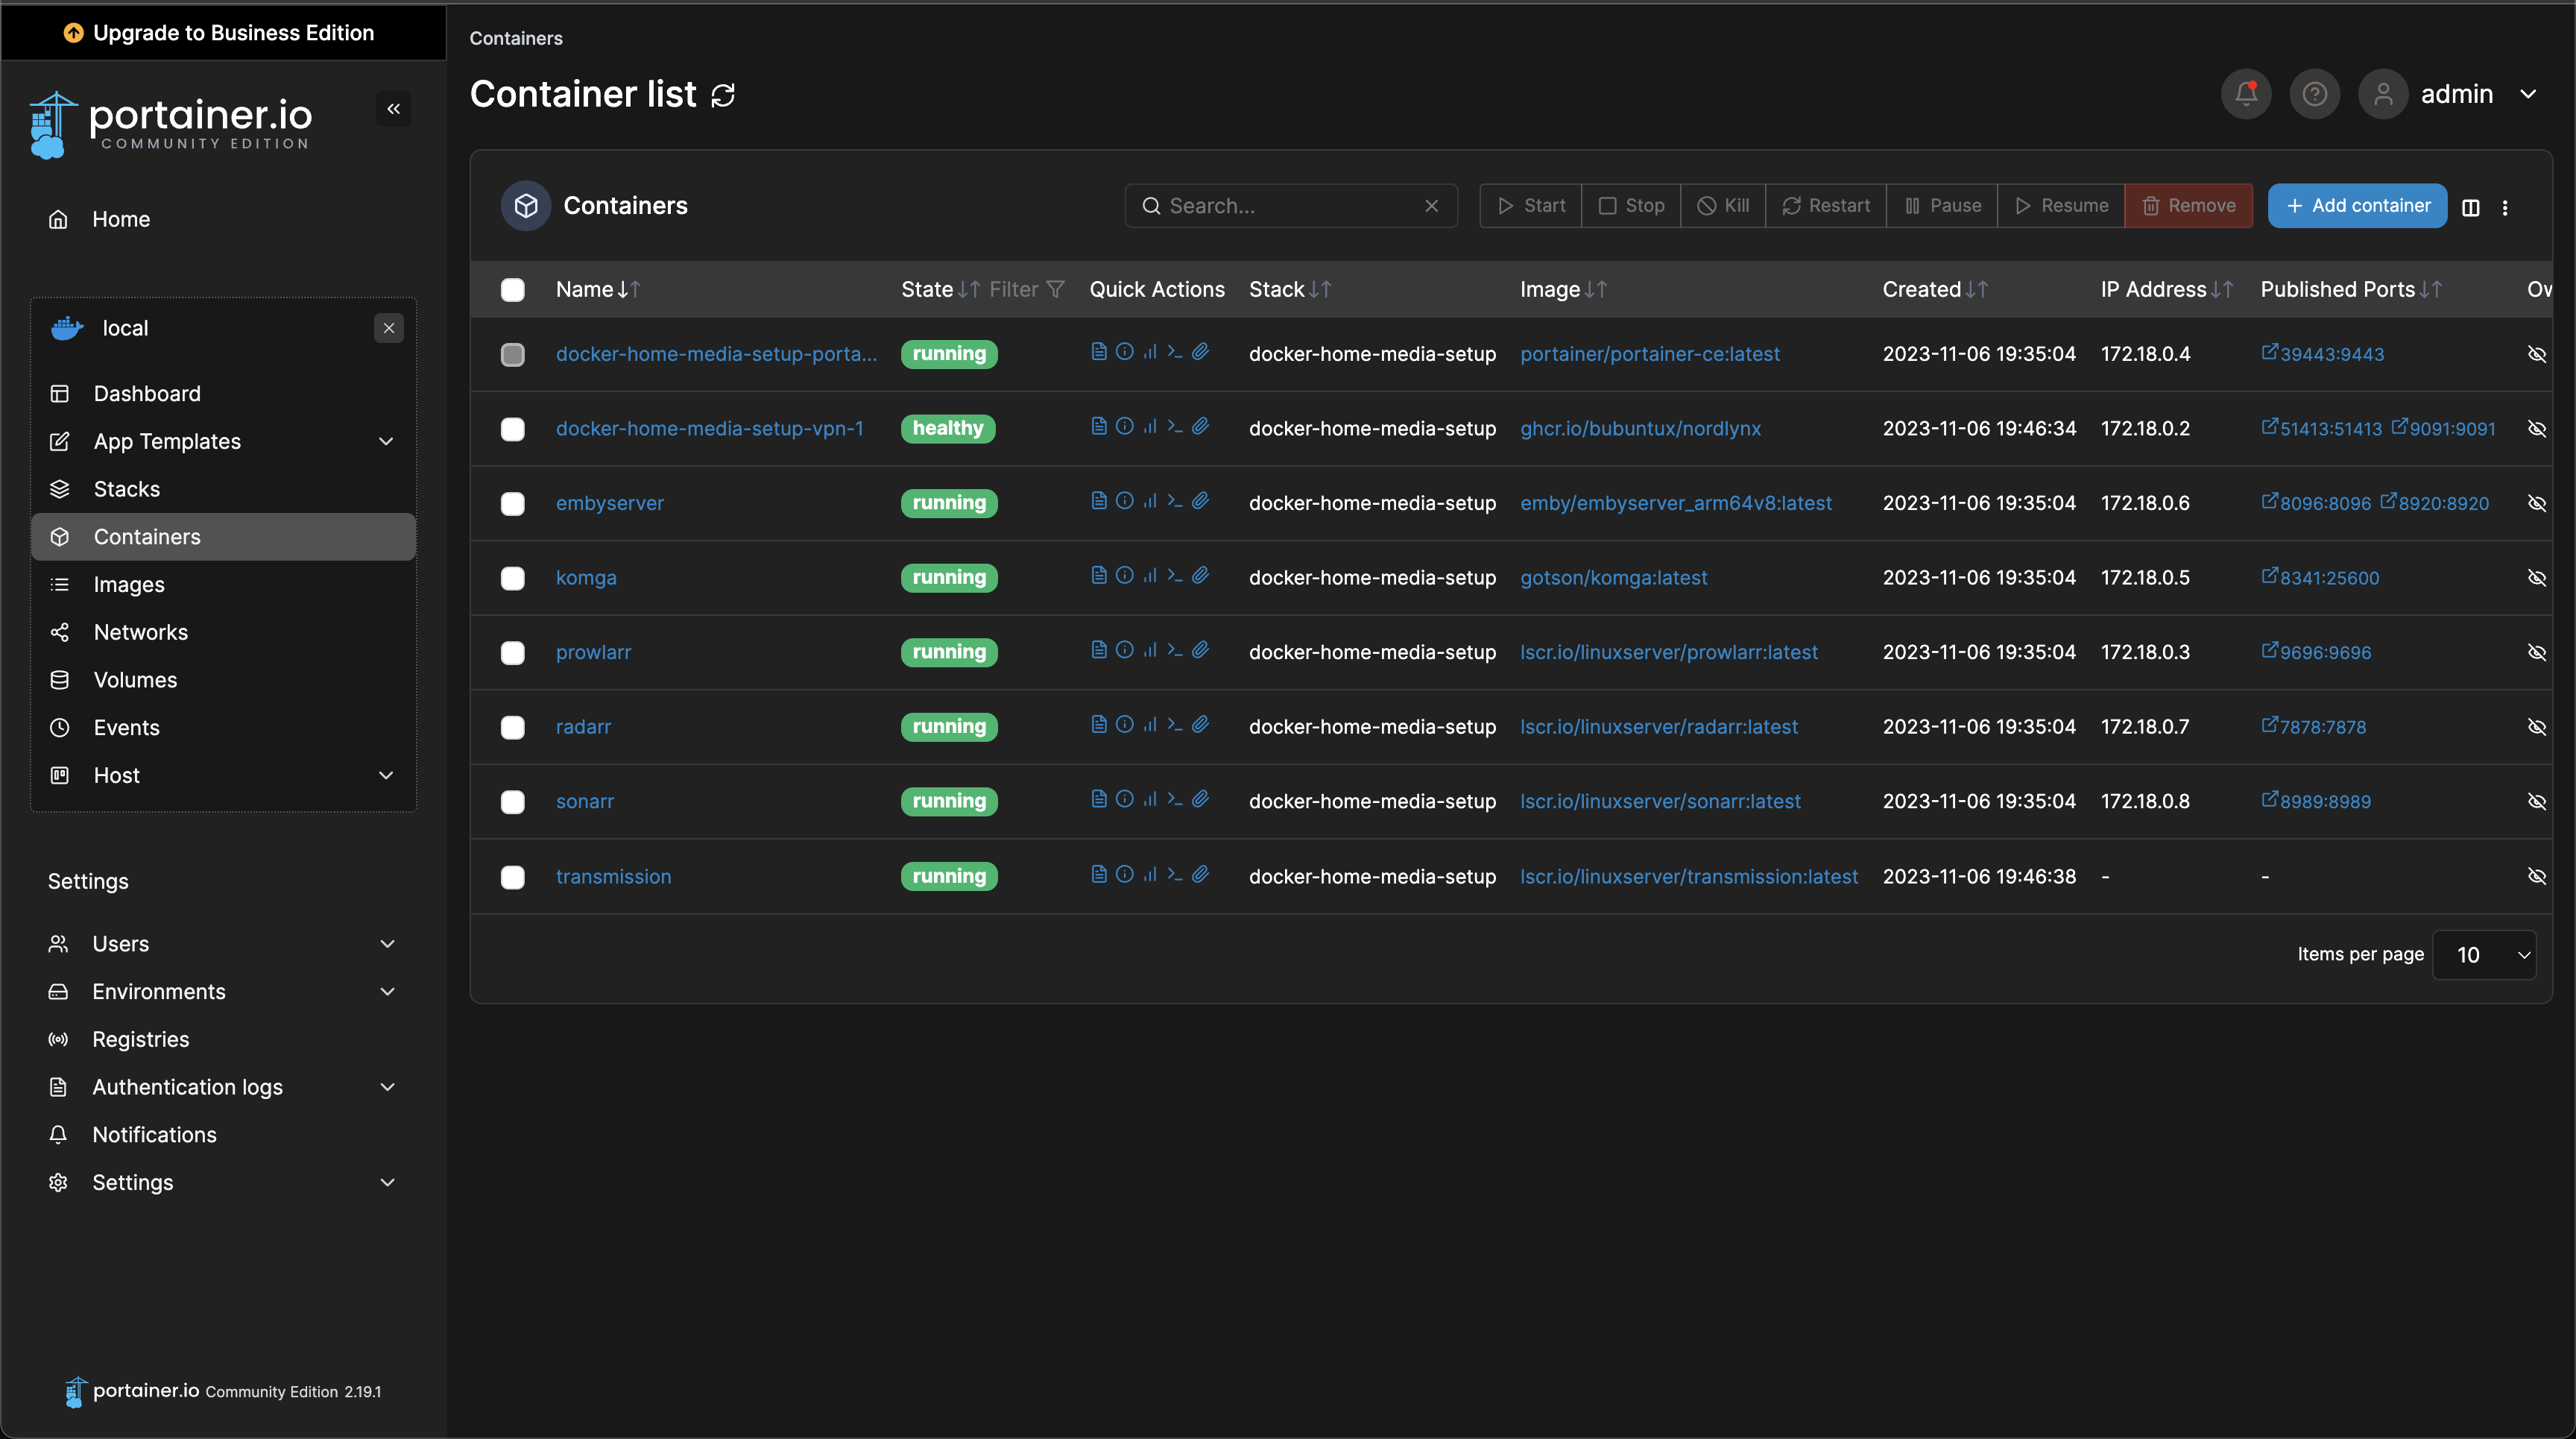 Upgrade to Business Edition
portainer.io
COMMUNITY EDITION
Home
local
Dashboard
App Templates
Stacks
Containers
Images
Networks
Volumes
Events
Host
Settings
Users
Environments
Registries
Authentication logs
Notifications
Settings
portainer.io Community Edition 2.19.1
Containers
Container list
admin
Containers
Search...
Start Stop Kill Restart Pause Resume Remove Add container
Name State Filter Quick Actions Stack Image Created IP Address Published Ports Ow
docker-home-media-setup-porta... running docker-home-media-setup portainer/portainer-ce:latest 2023-11-06 19:35:04 172.18.0.4 39443:9443
docker-home-media-setup-vpn-1 healthy docker-home-media-setup ghcr.io/bubuntux/nordlynx 2023-11-06 19:46:34 172.18.0.2 51413:51413 9091:9091
embyserver running docker-home-media-setup emby/embyserver_arm64v8:latest 2023-11-06 19:35:04 172.18.0.6 8096:8096 8920:8920
komga running docker-home-media-setup gotson/komga:latest 2023-11-06 19:35:04 172.18.0.5 8341:25600
prowlarr running docker-home-media-setup lscr.io/linuxserver/prowlarr:latest 2023-11-06 19:35:04 172.18.0.3 9696:9696
radarr running docker-home-media-setup lscr.io/linuxserver/radarr:latest 2023-11-06 19:35:04 172.18.0.7 7878:7878
sonarr running docker-home-media-setup lscr.io/linuxserver/sonarr:latest 2023-11-06 19:35:04 172.18.0.8 8989:8989
transmission running docker-home-media-setup lscr.io/linuxserver/transmission:latest 2023-11-06 19:46:38 - -
Items per page 10